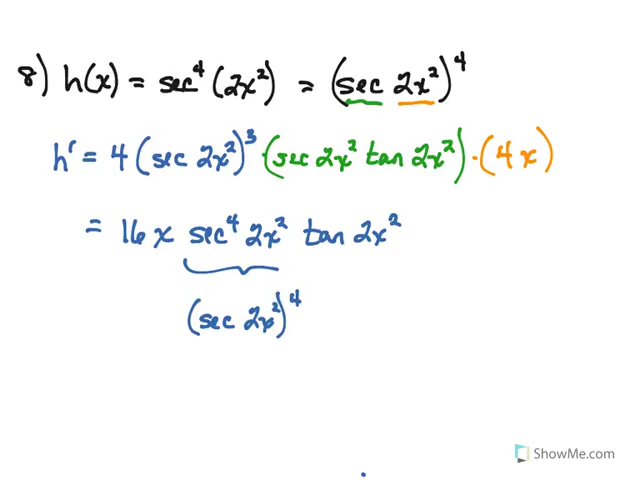 8) h(x) = sec⁴ (2x²) = (sec 2x²)⁴
h' = 4 (sec 2x²)³ · (sec 2x² tan 2x²) · (4x)
= 16x sec⁴ 2x² tan 2x²
(sec 2x²)⁴
ShowMe.com